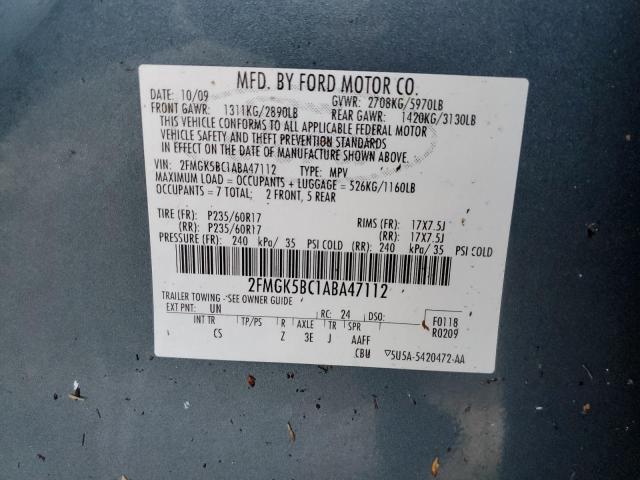 MFD. BY FORD MOTOR CO.
DATE: 10/09 GVWR: 2708KG/5970LB
FRONT GAWR: 1311KG/2890LB REAR GAWR: 1420KG/3130LB
THIS VEHICLE CONFORMS TO ALL APPLICABLE FEDERAL MOTOR
VEHICLE SAFETY AND THEFT PREVENTION STANDARDS
IN EFFECT ON THE DATE OF MANUFACTURE SHOWN ABOVE.
VIN: 2FMGK5BC1ABA47112 TYPE: MPV
MAXIMUM LOAD = OCCUPANTS + LUGGAGE = 526KG/1160LB
OCCUPANTS = 7 TOTAL; 2 FRONT, 5 REAR
TIRE (FR): P235/60R17 RIMS (FR): 17X7.5J
(RR): P235/60R17 (RR): 17X7.5J
PRESSURE (FR): 240 kPa/ 35 PSI COLD (RR): 240 kPa/ 35 PSI COLD
2FMGK5BC1ABA47112
TRAILER TOWING -SEE OWNER GUIDE
EXT PNT: UN RC: 24 DSO: F0118
INT TR TP/PS R AXLE TR SPR R0209
CS Z 3E J AAFF
CBU ▽5U5A-5420472-AA